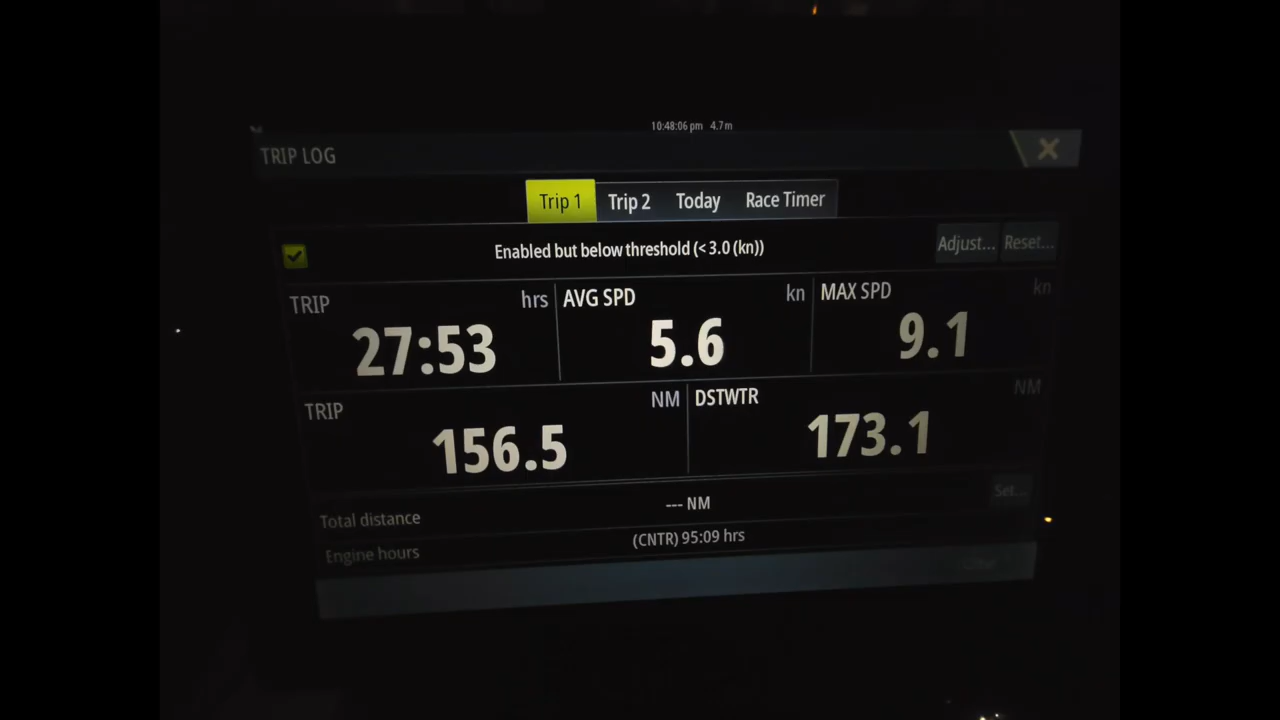 10:48:06 pm 4.7m
TRIP LOG
Trip 1 Trip 2 Today Race Timer
Enabled but below threshold (< 3.0 (kn)) Adjust... Reset...
TRIP hrs AVG SPD kn MAX SPD kn
27:53 5.6 9.1
TRIP NM DSTWTR NM
156.5 173.1
Total distance --- NM Set...
Engine hours (CNTR) 95:09 hrs